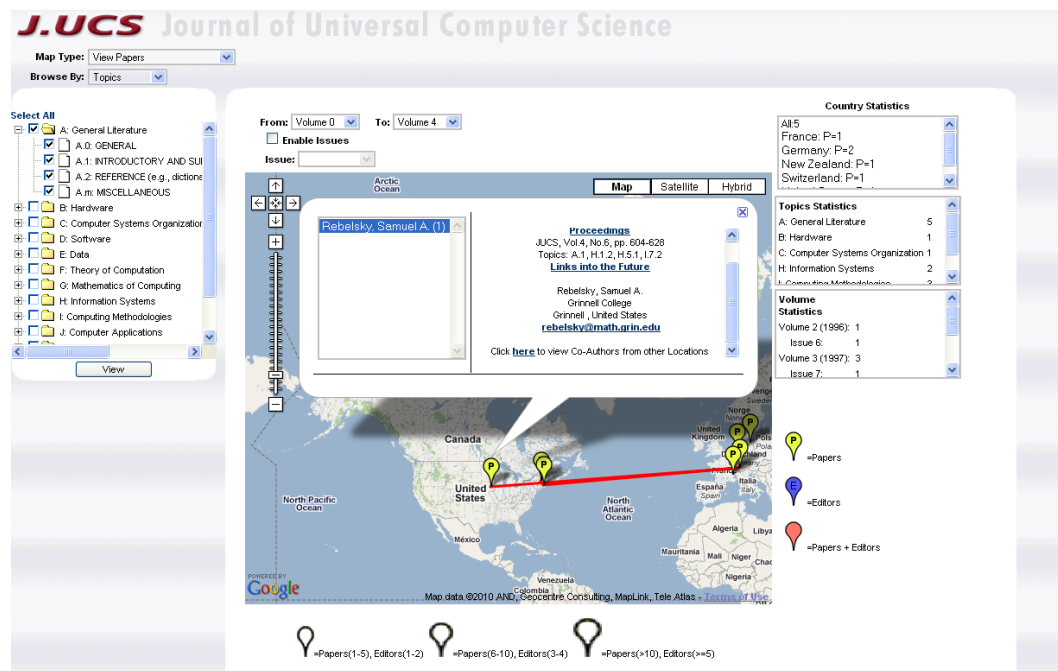 J.UCS Journal of Universal Computer Science
Map Type: View Papers
Browse By: Topics
Select All
A: General Literature
A.0: GENERAL
A.1: INTRODUCTORY AND SU
A.2: REFERENCE (e.g., dictiona
A.m: MISCELLANEOUS
B: Hardware
C: Computer Systems Organization
D: Software
E: Data
F: Theory of Computation
G: Mathematics of Computing
H: Information Systems
I: Computing Methodologies
J: Computer Applications
View
From: Volume 0 To: Volume 4
Enable Issues
Issue:
Arctic
Ocean
Map Satellite Hybrid
Rebelsky, Samuel A. (1)
Proceedings
JUCS, Vol.4, No.6, pp. 604-628
Topics: A.1, H.1.2, H.5.1, I.7.2
Links into the Future
Rebelsky, Samuel A.
Grinnell College
Grinnell , United States
rebelsky@math.grin.edu
Click here to view Co-Authors from other Locations
Norge
United
Kingdom
Canada
United
States
North Pacific
Ocean
North
Atlantic
Ocean
España
Spain
Italia
Italy
México
Algeria
Libya
Mauritania
Mali
Niger
Nigeria
Venezuela
Colombia
POWERED BY
Google
Map data ©2010 AND, Geocentre Consulting, MapLink, Tele Atlas - Terms of Use
=Papers(1-5), Editors(1-2)
=Papers(6-10), Editors(3-4)
=Papers(>10), Editors(>=5)
Country Statistics
All:5
France: P=1
Germany: P=2
New Zealand: P=1
Switzerland: P=1
Topics Statistics
A: General Literature 5
B: Hardware 1
C: Computer Systems Organization 1
H: Information Systems 2
I: Computing Methodologies 3
Volume
Statistics
Volume 2 (1996): 1
Issue 6: 1
Volume 3 (1997): 3
Issue 7: 1
P =Papers
E =Editors
=Papers + Editors